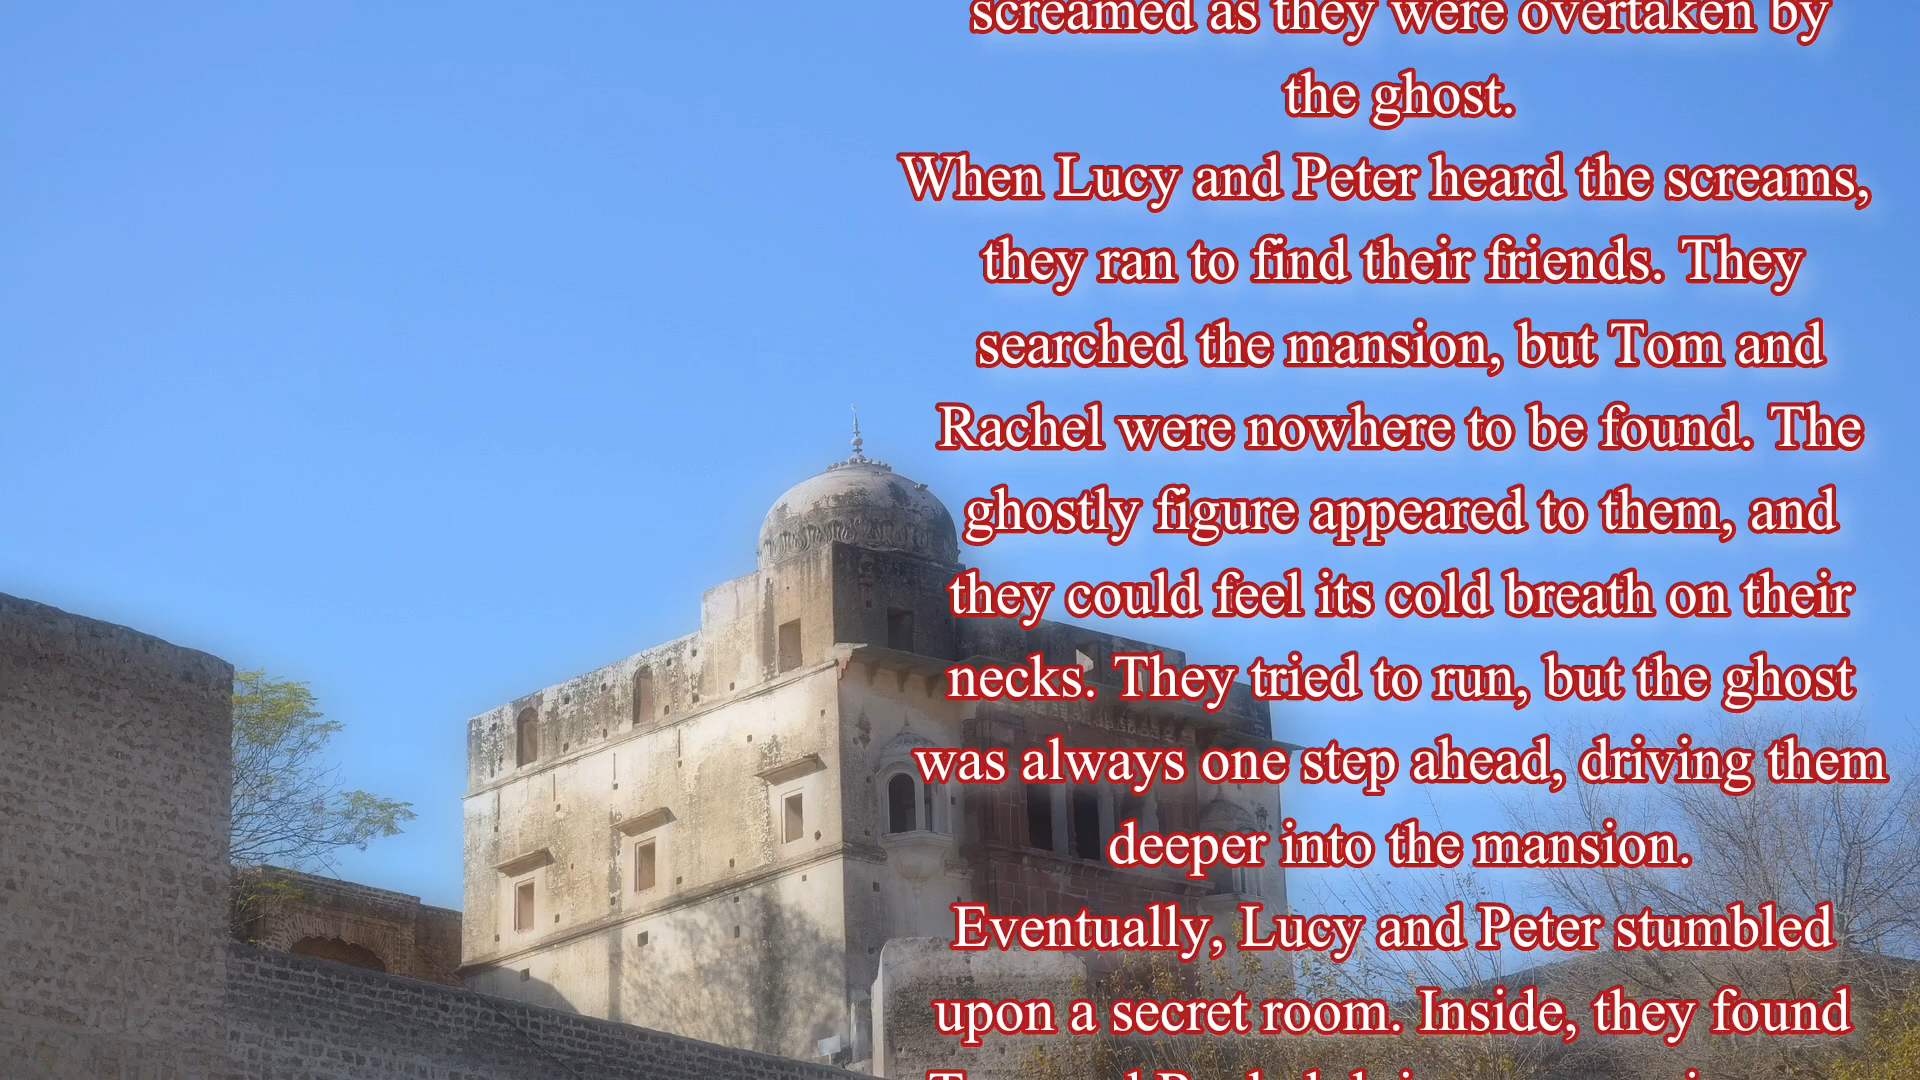 screamed as they were overtaken by
the ghost.
When Lucy and Peter heard the screams,
they ran to find their friends. They
searched the mansion, but Tom and
Rachel were nowhere to be found. The
ghostly figure appeared to them, and
they could feel its cold breath on their
necks. They tried to run, but the ghost
was always one step ahead, driving them
deeper into the mansion.
Eventually, Lucy and Peter stumbled
upon a secret room. Inside, they found